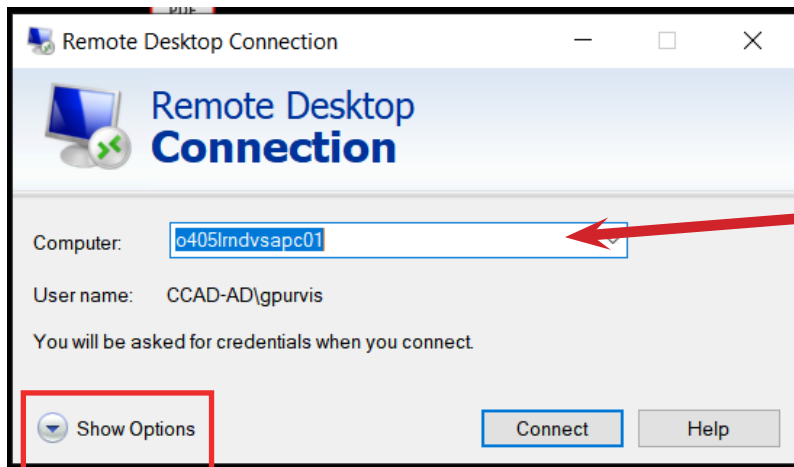 PDF
Remote Desktop Connection
Remote Desktop
Connection
Computer: o405lrndvsapc01
User name: CCAD-AD\gpurvis
You will be asked for credentials when you connect.
Show Options Connect Help